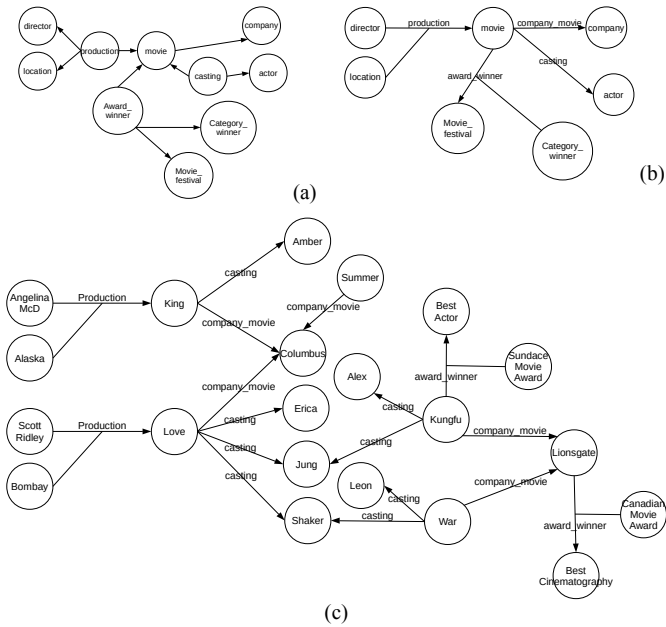 director
production
movie
company
location
casting
actor
Award_
winner
Category_
winner
Movie_
festival
(a)
director
production
movie
company_movie
company
location
casting
award_winner
actor
Movie_
festival
Category_
winner
(b)
Amber
casting
Summer
Angelina
McD
Production
King
company_movie
company_movie
Best
Actor
Alaska
Columbus
Sundace
Movie
Award
award_winner
company_movie
Alex
casting
Scott
Ridley
Production
Love
casting
Erica
Kungfu
company_movie
casting
casting
Jung
Lionsgate
Bombay
casting
Leon
casting
company_movie
Shaker
casting
War
Canadian
Movie
Award
award_winner
Best
Cinematography
(c)